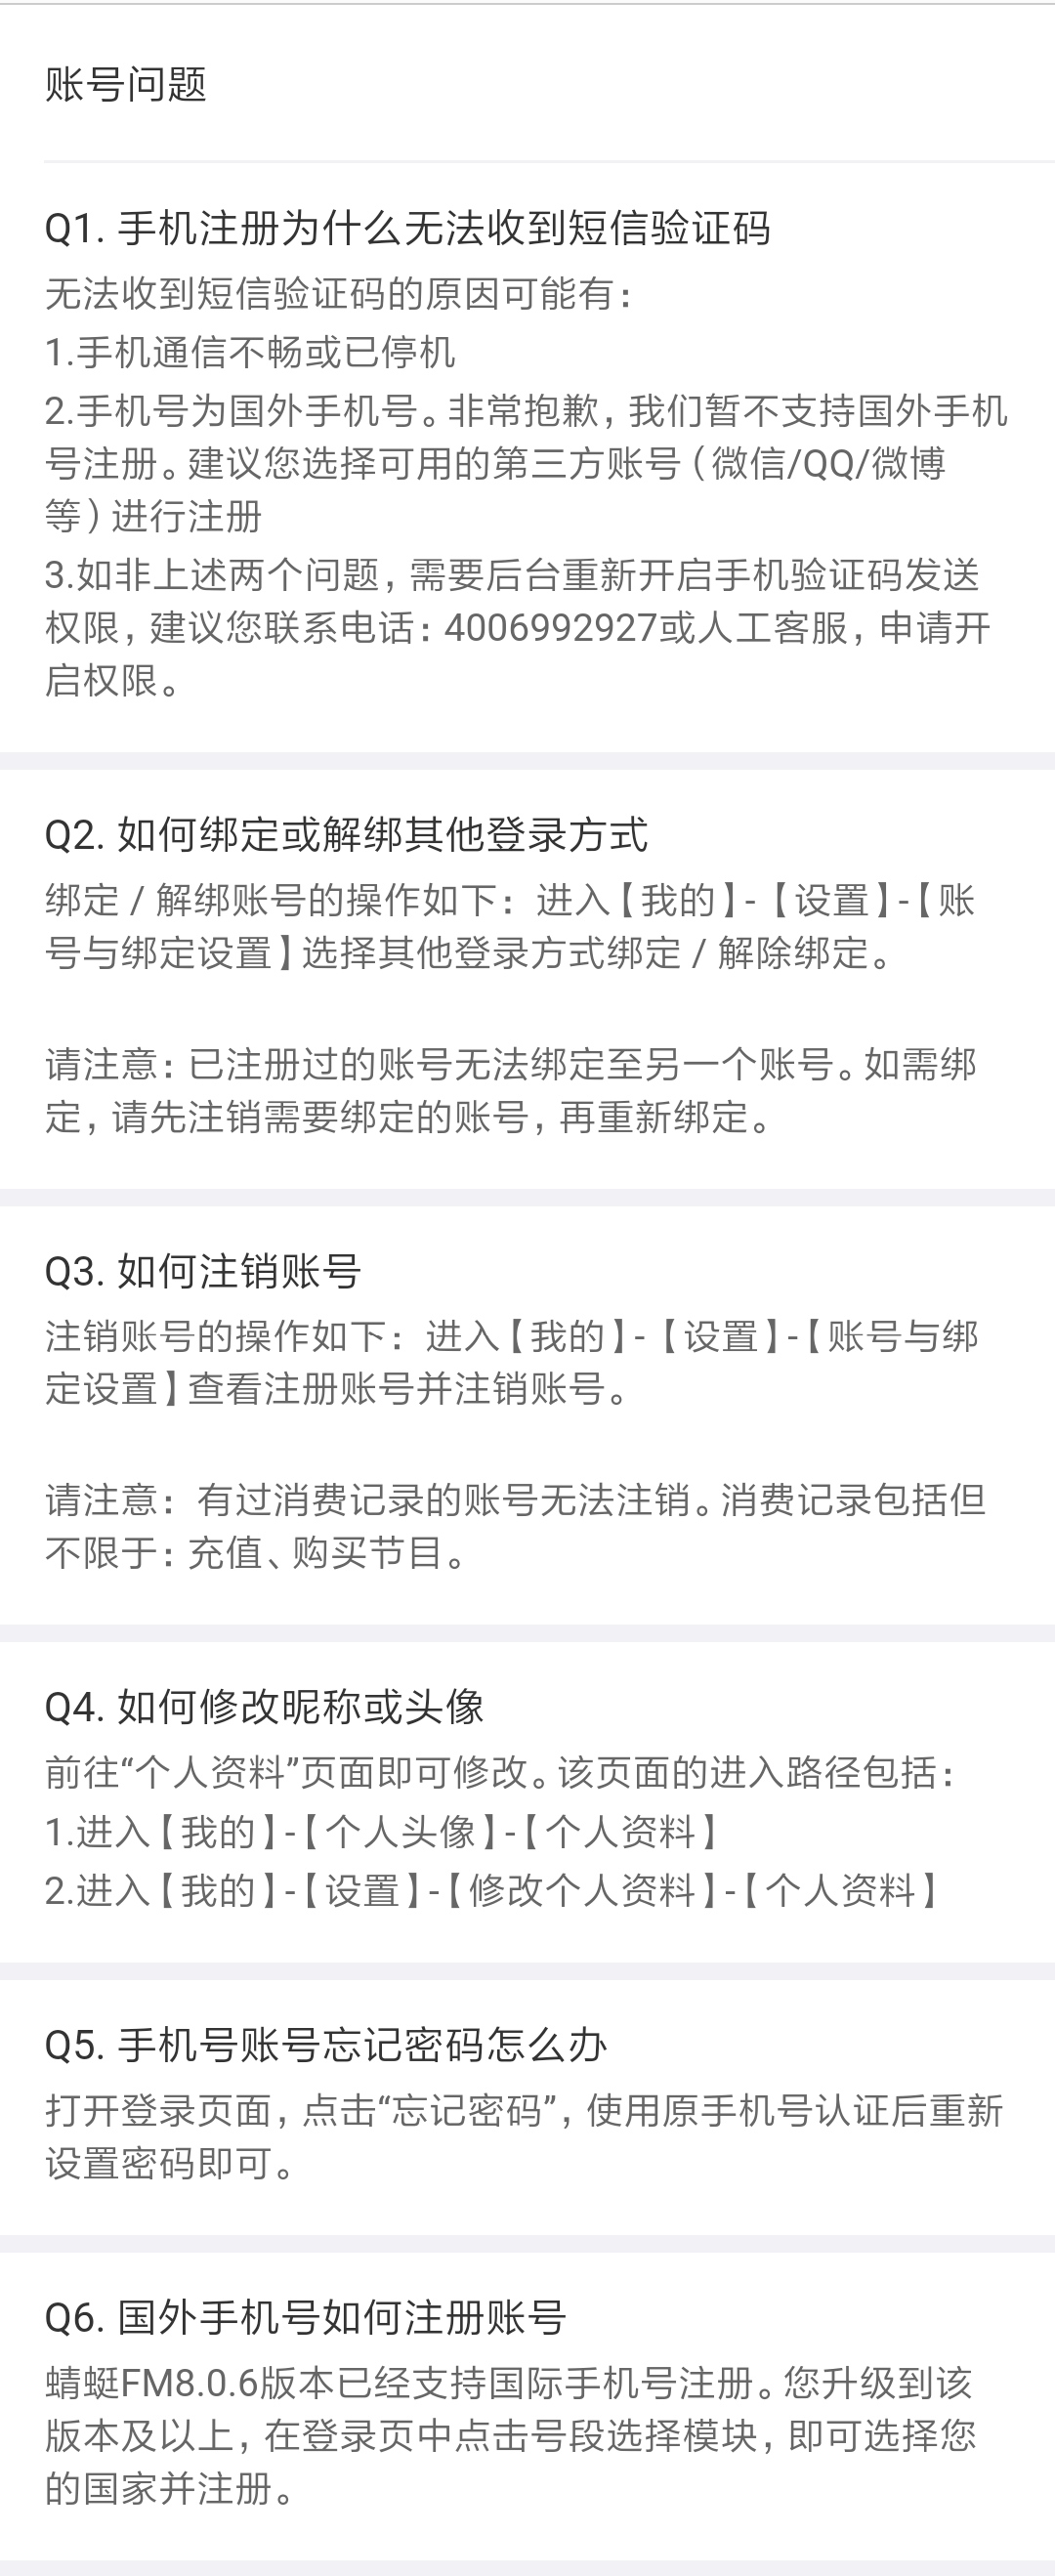 账号问题
Q1. 手机注册为什么无法收到短信验证码
无法收到短信验证码的原因可能有：
1.手机通信不畅或已停机
2.手机号为国外手机号。非常抱歉，我们暂不支持国外手机
号注册。建议您选择可用的第三方账号（微信/QQ/微博
等）进行注册
3.如非上述两个问题，需要后台重新开启手机验证码发送
权限，建议您联系电话：4006992927或人工客服，申请开
启权限。
Q2. 如何绑定或解绑其他登录方式
绑定 / 解绑账号的操作如下：进入【我的】-【设置】-【账
号与绑定设置】选择其他登录方式绑定 / 解除绑定。
请注意：已注册过的账号无法绑定至另一个账号。如需绑
定，请先注销需要绑定的账号，再重新绑定。
Q3. 如何注销账号
注销账号的操作如下：进入【我的】-【设置】-【账号与绑
定设置】查看注册账号并注销账号。
请注意：有过消费记录的账号无法注销。消费记录包括但
不限于：充值、购买节目。
Q4. 如何修改昵称或头像
前往“个人资料”页面即可修改。该页面的进入路径包括：
1.进入【我的】-【个人头像】-【个人资料】
2.进入【我的】-【设置】-【修改个人资料】-【个人资料】
Q5. 手机号账号忘记密码怎么办
打开登录页面，点击“忘记密码”，使用原手机号认证后重新
设置密码即可。
Q6. 国外手机号如何注册账号
蜻蜓FM8.0.6版本已经支持国际手机号注册。您升级到该
版本及以上，在登录页中点击号段选择模块，即可选择您
的国家并注册。